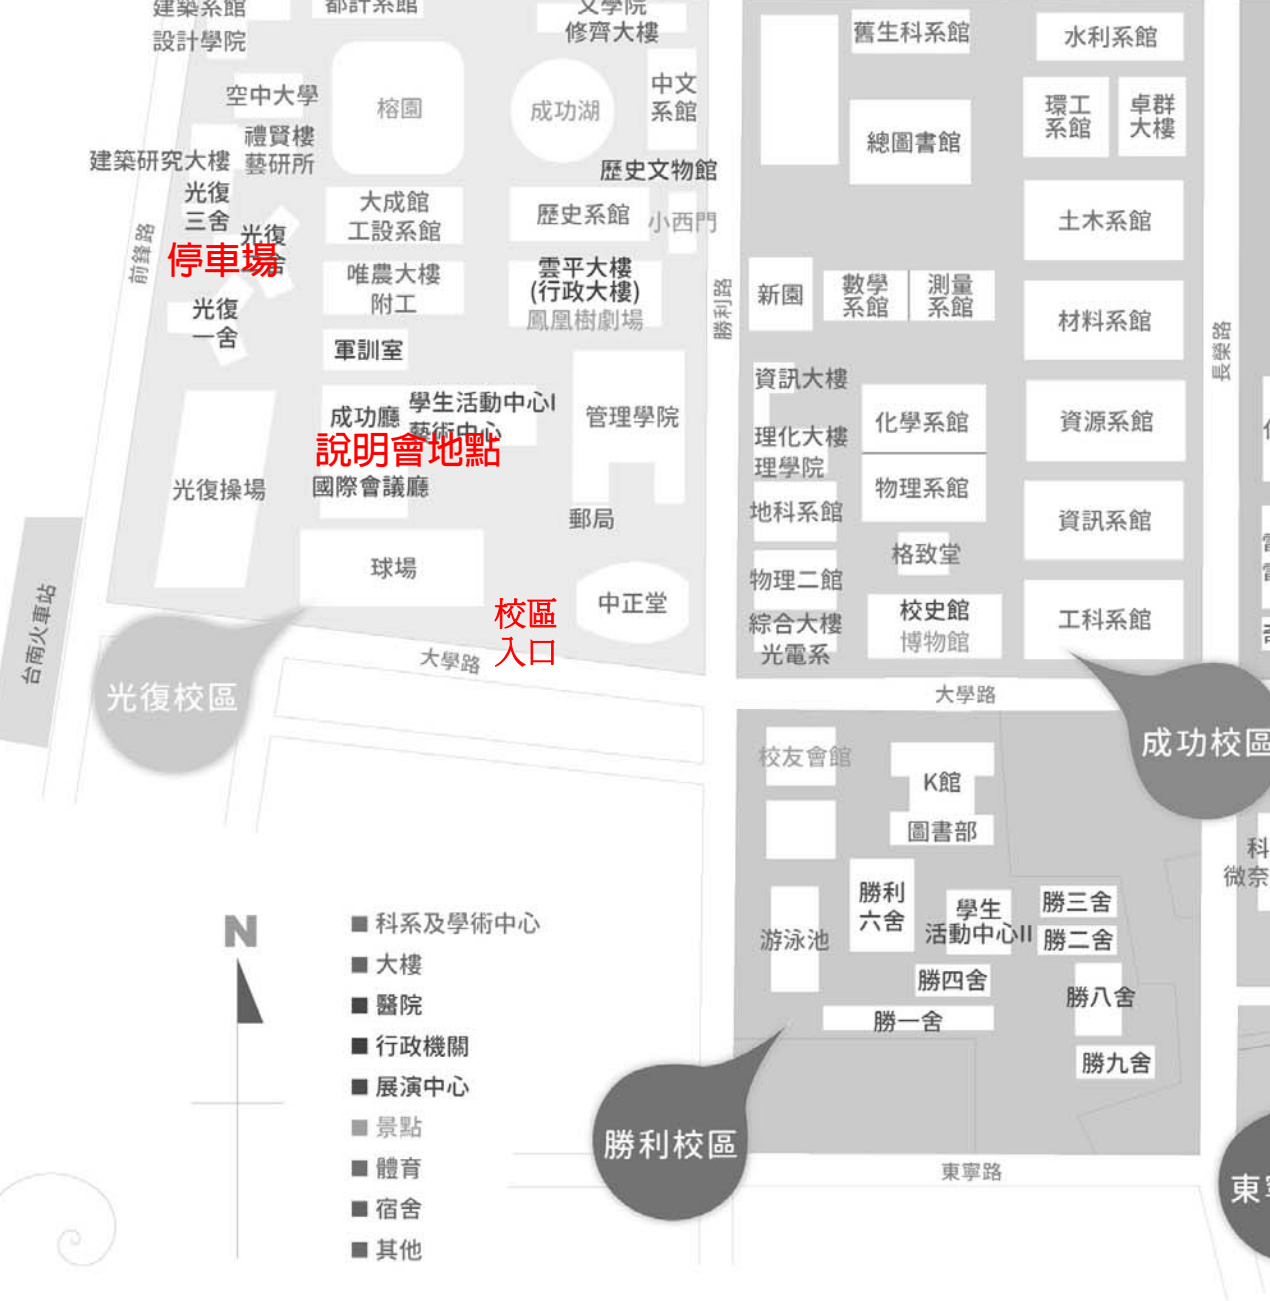 建築系館
設計學院
都計系館
文學院
修齊大樓
空中大學
榕園
成功湖
中文
系館
禮賢樓
藝研所
建築研究大樓
歷史文物館
光復
三舍
大成館
工設系館
歷史系館
小西門
光復
停車場
唯農大樓
附工
雲平大樓
(行政大樓)
鳳凰樹劇場
光復
一舍
軍訓室
前鋒路
勝利路
成功廳
學生活動中心I
藝術中心
管理學院
說明會地點
光復操場
國際會議廳
郵局
球場
中正堂
校區
入口
大學路
台南火車站
光復校區
舊生科系館
水利系館
總圖書館
環工
系館
卓群
大樓
土木系館
新園
數學
系館
測量
系館
材料系館
長榮路
資訊大樓
化學系館
資源系館
理化大樓
理學院
物理系館
地科系館
資訊系館
格致堂
物理二館
校史館
博物館
工科系館
綜合大樓
光電系
大學路
成功校區
校友會館
K館
圖書部
勝利
六舍
學生
活動中心II
勝三舍
勝二舍
游泳池
勝四舍
勝八舍
勝一舍
勝九舍
科
微奈
勝利校區
東寧路
東
N
■ 科系及學術中心
■ 大樓
■ 醫院
■ 行政機關
■ 展演中心
■ 景點
■ 體育
■ 宿舍
■ 其他